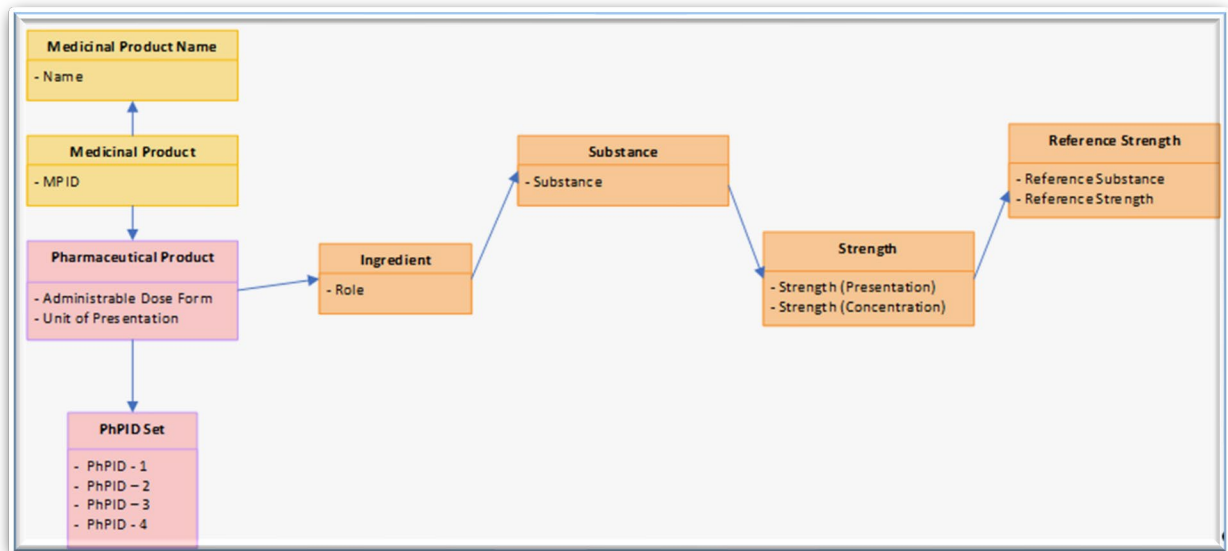 Medicinal Product Name
- Name
Medicinal Product
- MPID
Pharmaceutical Product
- Administrable Dose Form
- Unit of Presentation
PhPID Set
- PhPID - 1
- PhPID – 2
- PhPID – 3
- PhPID - 4
Ingredient
- Role
Substance
- Substance
Strength
- Strength (Presentation)
- Strength (Concentration)
Reference Strength
- Reference Substance
- Reference Strength